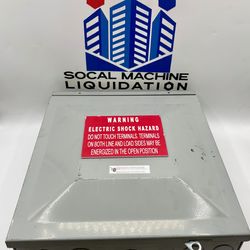 SOCAL MACHINE
LIQUIDATION
WARNING
ELECTRIC SHOCK HAZARD
DO NOT TOUCH TERMINALS. TERMINALS
ON BOTH LINE AND LOAD SIDES MAY BE
ENERGIZED IN THE OPEN POSITION